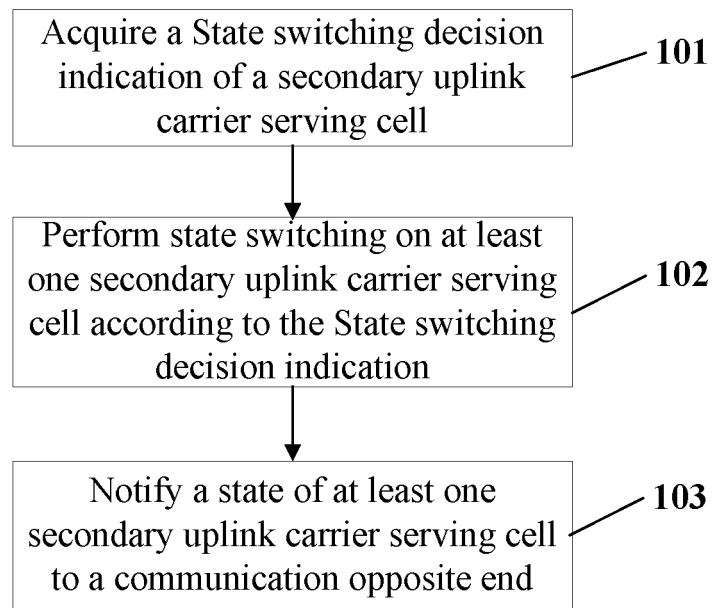 Acquire a State switching decision
indication of a secondary uplink
carrier serving cell
101
Perform state switching on at least
one secondary uplink carrier serving
cell according to the State switching
decision indication
102
Notify a state of at least one
secondary uplink carrier serving cell
to a communication opposite end
103